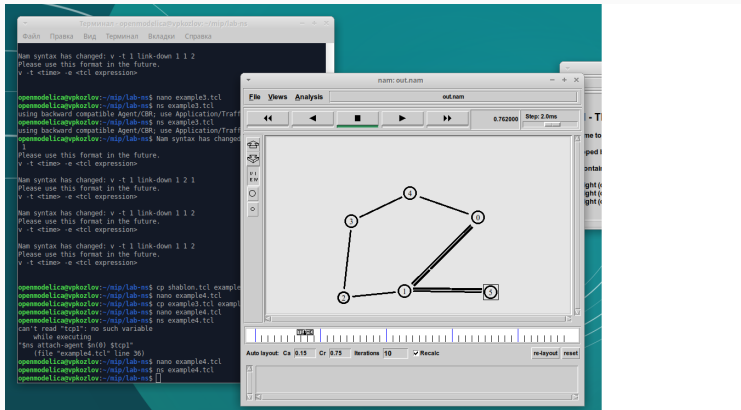 Терминал - openmodelica@vpkozlov: ~/mip/lab-ns
Файл Правка Вид Терминал Вкладки Справка
Nam syntax has changed: v -t 1 link-down 1 1 2
Please use this format in the future.
v -t <time> -e <tcl expression>
openmodelica@vpkozlov:~/mip/lab-ns$ nano example3.tcl
openmodelica@vpkozlov:~/mip/lab-ns$ ns example3.tcl
using backward compatible Agent/CBR; use Application/Traff
openmodelica@vpkozlov:~/mip/lab-ns$ ns example3.tcl
using backward compatible Agent/CBR; use Application/Traff
openmodelica@vpkozlov:~/mip/lab-ns$ Nam syntax has changed
1
Please use this format in the future.
v -t <time> -e <tcl expression>
Nam syntax has changed: v -t 1 link-down 1 2 1
Please use this format in the future.
v -t <time> -e <tcl expression>
Nam syntax has changed: v -t 1 link-down 1 1 2
Please use this format in the future.
v -t <time> -e <tcl expression>
Nam syntax has changed: v -t 1 link-down 1 1 2
Please use this format in the future.
v -t <time> -e <tcl expression>
openmodelica@vpkozlov:~/mip/lab-ns$ cp shablon.tcl example
openmodelica@vpkozlov:~/mip/lab-ns$ nano example4.tcl
openmodelica@vpkozlov:~/mip/lab-ns$ cp example3.tcl exampl
openmodelica@vpkozlov:~/mip/lab-ns$ nano example4.tcl
openmodelica@vpkozlov:~/mip/lab-ns$ ns example4.tcl
can't read "tcp1": no such variable
while executing
"$ns attach-agent $n(0) $tcp1"
(file "example4.tcl" line 36)
openmodelica@vpkozlov:~/mip/lab-ns$ nano example4.tcl
openmodelica@vpkozlov:~/mip/lab-ns$ ns example4.tcl
nam: out.nam
File Views Analysis out.nam
0.762000 Step: 2.0ms
VIEW
4
3
0
2
1
5
Auto layout: Ca 0.15 Cr 0.75 Iterations 10 Recalc re-layout reset
me to
ped
ontai
ght (c
ght (c
ght (c